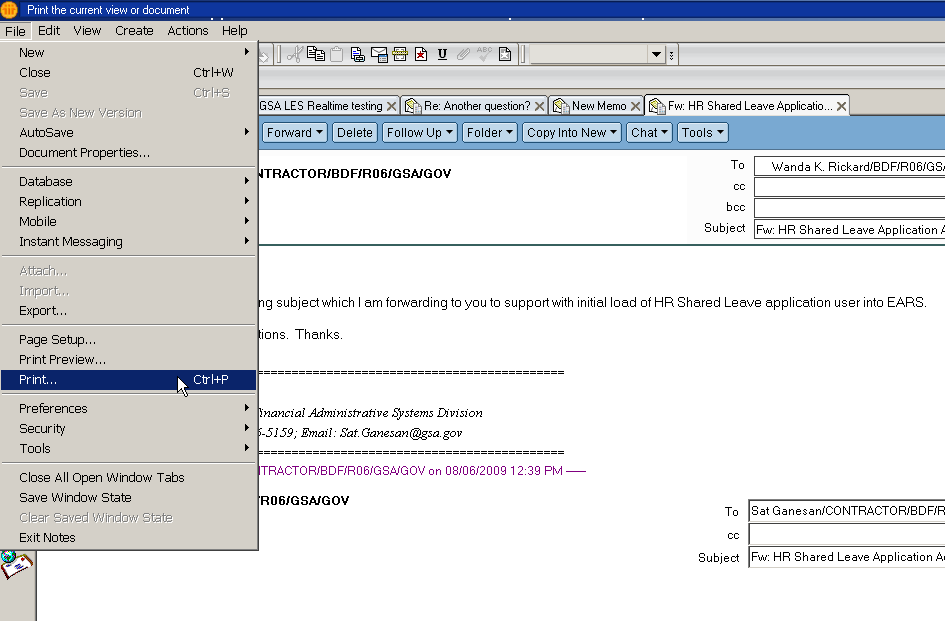 Print the current view or document
File Edit View Create Actions Help
New
Close Ctrl+W
Save Ctrl+S
Save As New Version
AutoSave
Document Properties...
Database
Replication
Mobile
Instant Messaging
Attach...
Import...
Export...
Page Setup...
Print Preview...
Print... Ctrl+P
Preferences
Security
Tools
Close All Open Window Tabs
Save Window State
Clear Saved Window State
Exit Notes
GSA LES Realtime testing Re: Another question? New Memo Fw: HR Shared Leave Applicatio...
Forward Delete Follow Up Folder Copy Into New Chat Tools
NTRACTOR/BDF/R06/GSA/GOV
To Wanda K. Rickard/BDF/R06/GSA
cc
bcc
Subject Fw: HR Shared Leave Application A
ng subject which I am forwarding to you to support with initial load of HR Shared Leave application user into EARS.
tions. Thanks.
==============================================
Financial Administrative Systems Division
6-5159; Email: Sat.Ganesan@gsa.gov
==============================================
NTRACTOR/BDF/R06/GSA/GOV on 08/06/2009 12:39 PM -----
/R06/GSA/GOV
To Sat Ganesan/CONTRACTOR/BDF/R
cc
Subject Fw: HR Shared Leave Application Ac